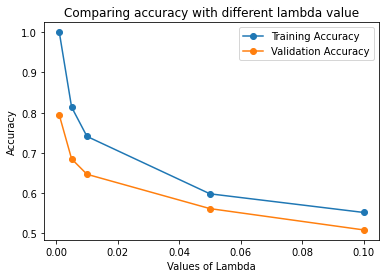 Comparing accuracy with different lambda value
Training Accuracy
Validation Accuracy
Accuracy
1.0
0.9
0.8
0.7
0.6
0.5
0.00 0.02 0.04 0.06 0.08 0.10
Values of Lambda